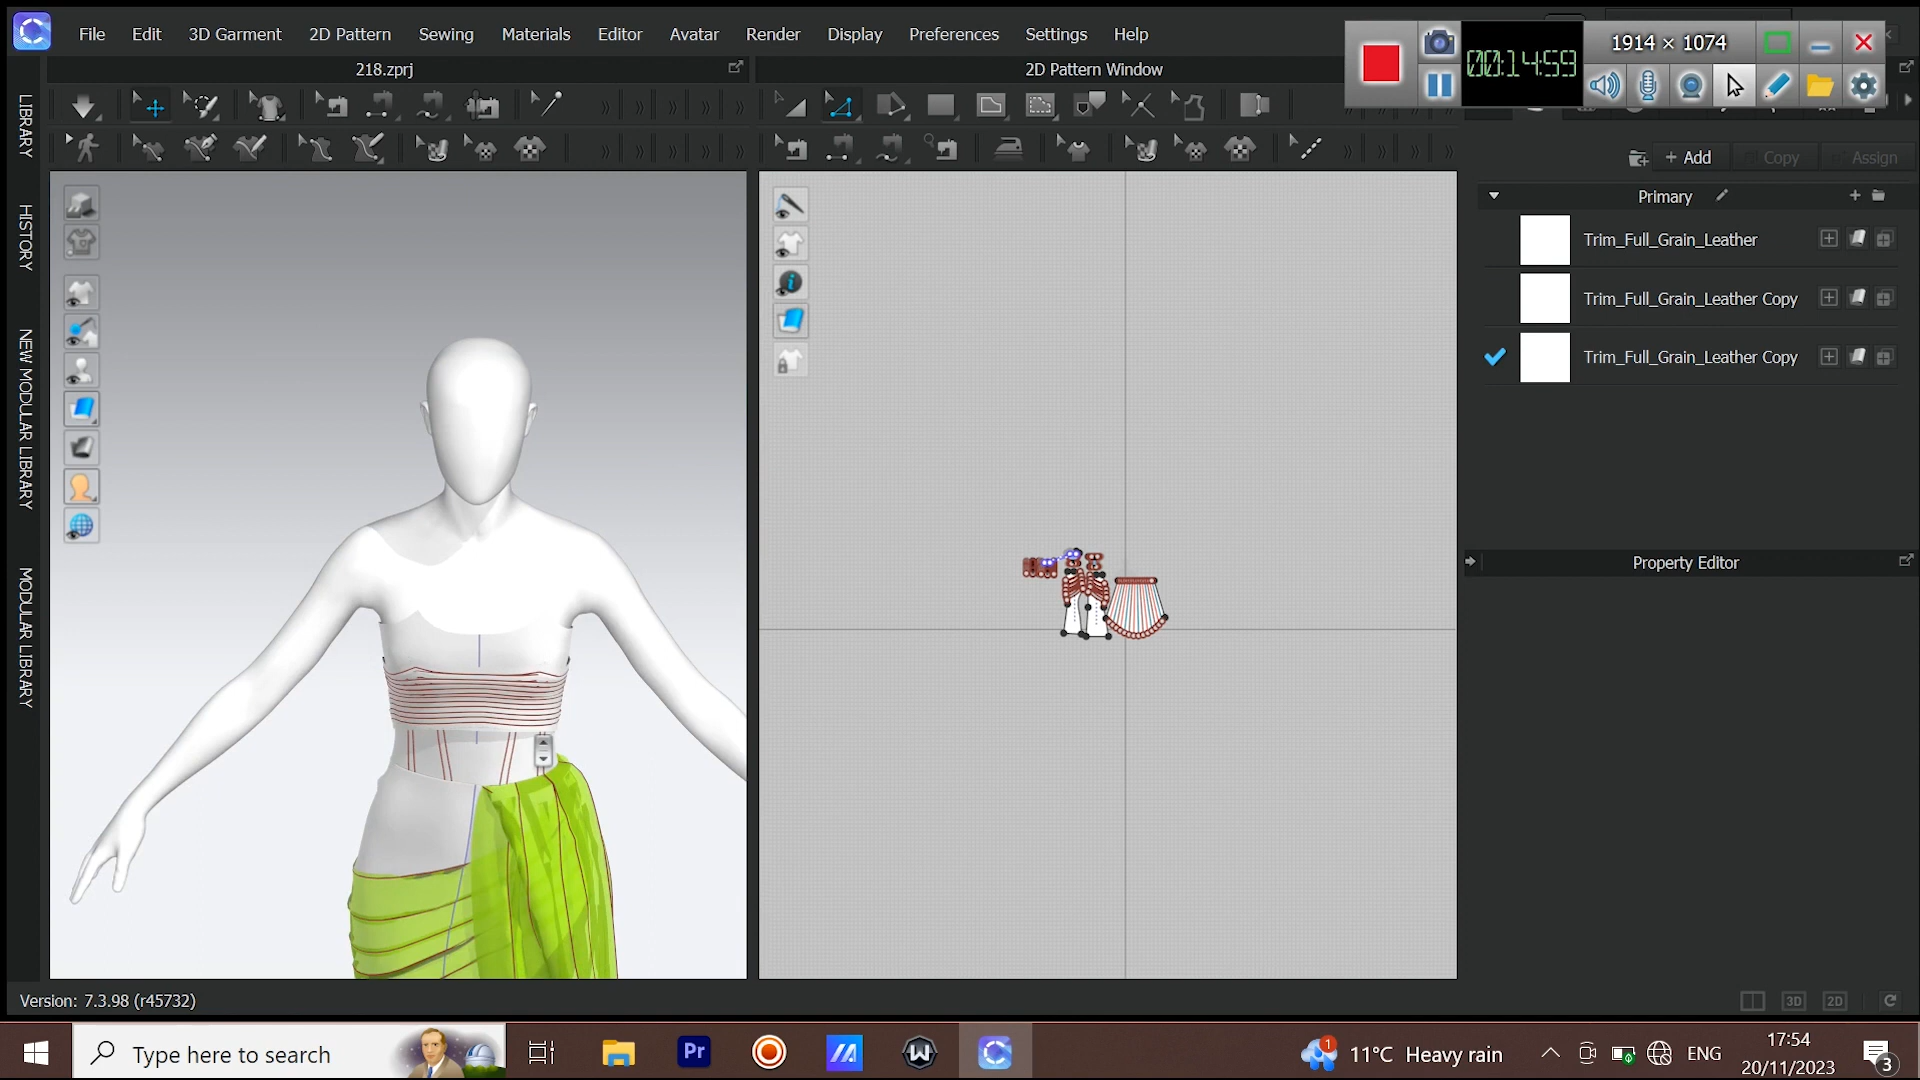 File Edit 3D Garment 2D Pattern Sewing Materials Editor Avatar Render Display Preferences Settings Help
00:14:59
1914 × 1074
218.zprj
2D Pattern Window
LIBRARY
HISTORY
NEW MODULAR LIBRARY
MODULAR LIBRARY
+ Add
Copy
Assign
Primary
Trim_Full_Grain_Leather
Trim_Full_Grain_Leather Copy
Trim_Full_Grain_Leather Copy
Property Editor
Version: 7.3.98 (r45732)
3D
2D
Type here to search
Pr
1
11°C Heavy rain
ENG
17:54
20/11/2023
3